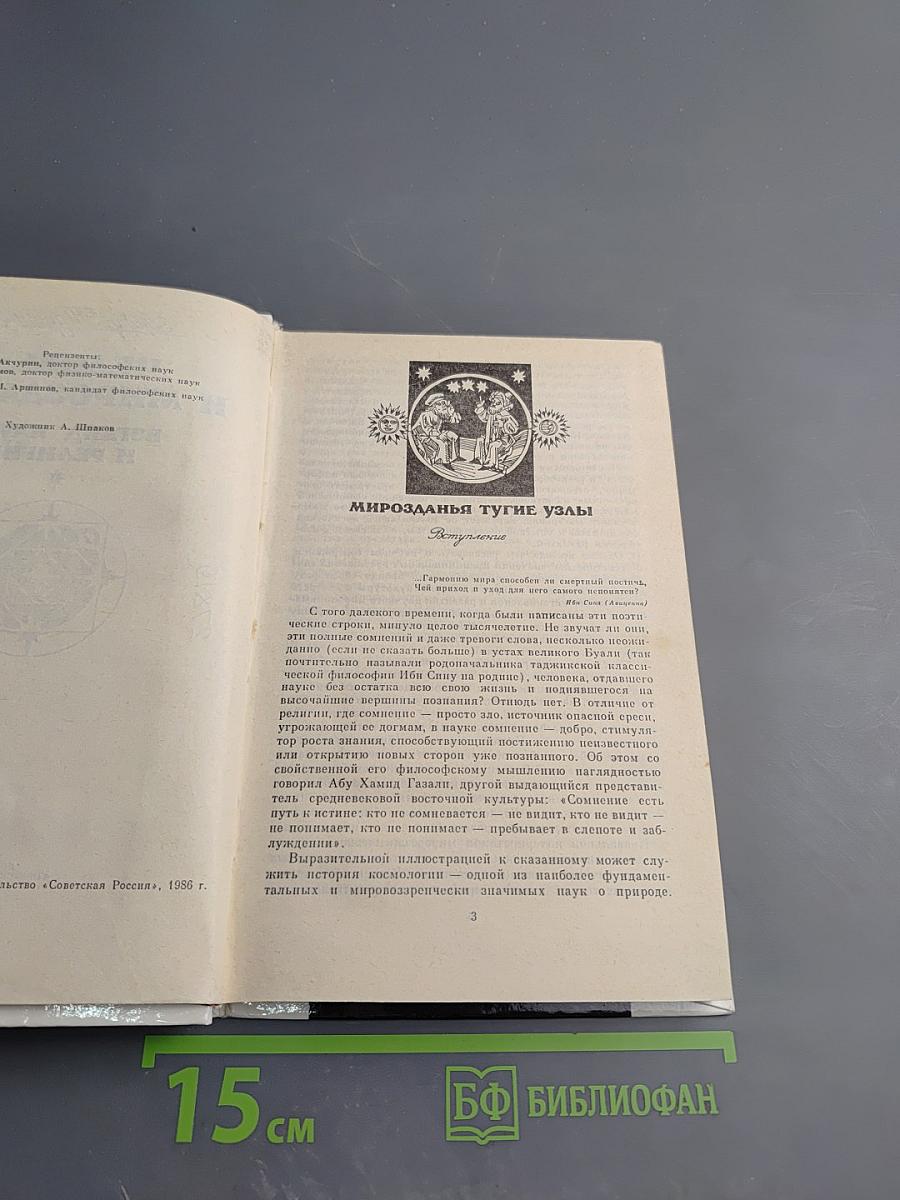 Рецензенты:
Акчурин, доктор философских наук
доктор физико-математических наук
Аршинов, кандидат философских наук
Художник А. Шпаков
«Советская Россия», 1986 г.
МИРОЗДАНЬЯ ТУГИЕ УЗЛЫ
Вступление
...Гармонию мира способен ли смертный постичь,
Чей приход и уход для него самого непонятен?
Ибн Сина (Авиценна)
С того далекого времени, когда были написаны эти поэти-
ческие строки, минуло целое тысячелетие. Не звучат ли они,
эти полные сомнений и даже тревоги слова, несколько неожи-
данно (если не сказать больше) в устах великого Буали (так
почтительно называли родоначальника таджикской класси-
ческой философии Ибн Сину на родине), человека, отдавшего
науке без остатка всю свою жизнь и поднявшегося на
высочайшие вершины познания? Отнюдь нет. В отличие от
религии, где сомнение — просто зло, источник опасной ереси,
угрожающей ее догмам, в науке сомнение — добро, стимуля-
тор роста знания, способствующий постижению неизвестного
или открытию новых сторон уже познанного. Об этом со
свойственной его философскому мышлению наглядностью
говорил Абу Хамид Газали, другой выдающийся представи-
тель средневековой восточной культуры: «Сомнение есть
путь к истине: кто не сомневается — не видит, кто не видит —
не понимает, кто не понимает — пребывает в слепоте и заб-
луждении».
Выразительной иллюстрацией к сказанному может слу-
жить история космологии — одной из наиболее фундамен-
тальных и мировоззренчески значимых наук о природе.
3
15 см
БФ БИБЛИОФАН